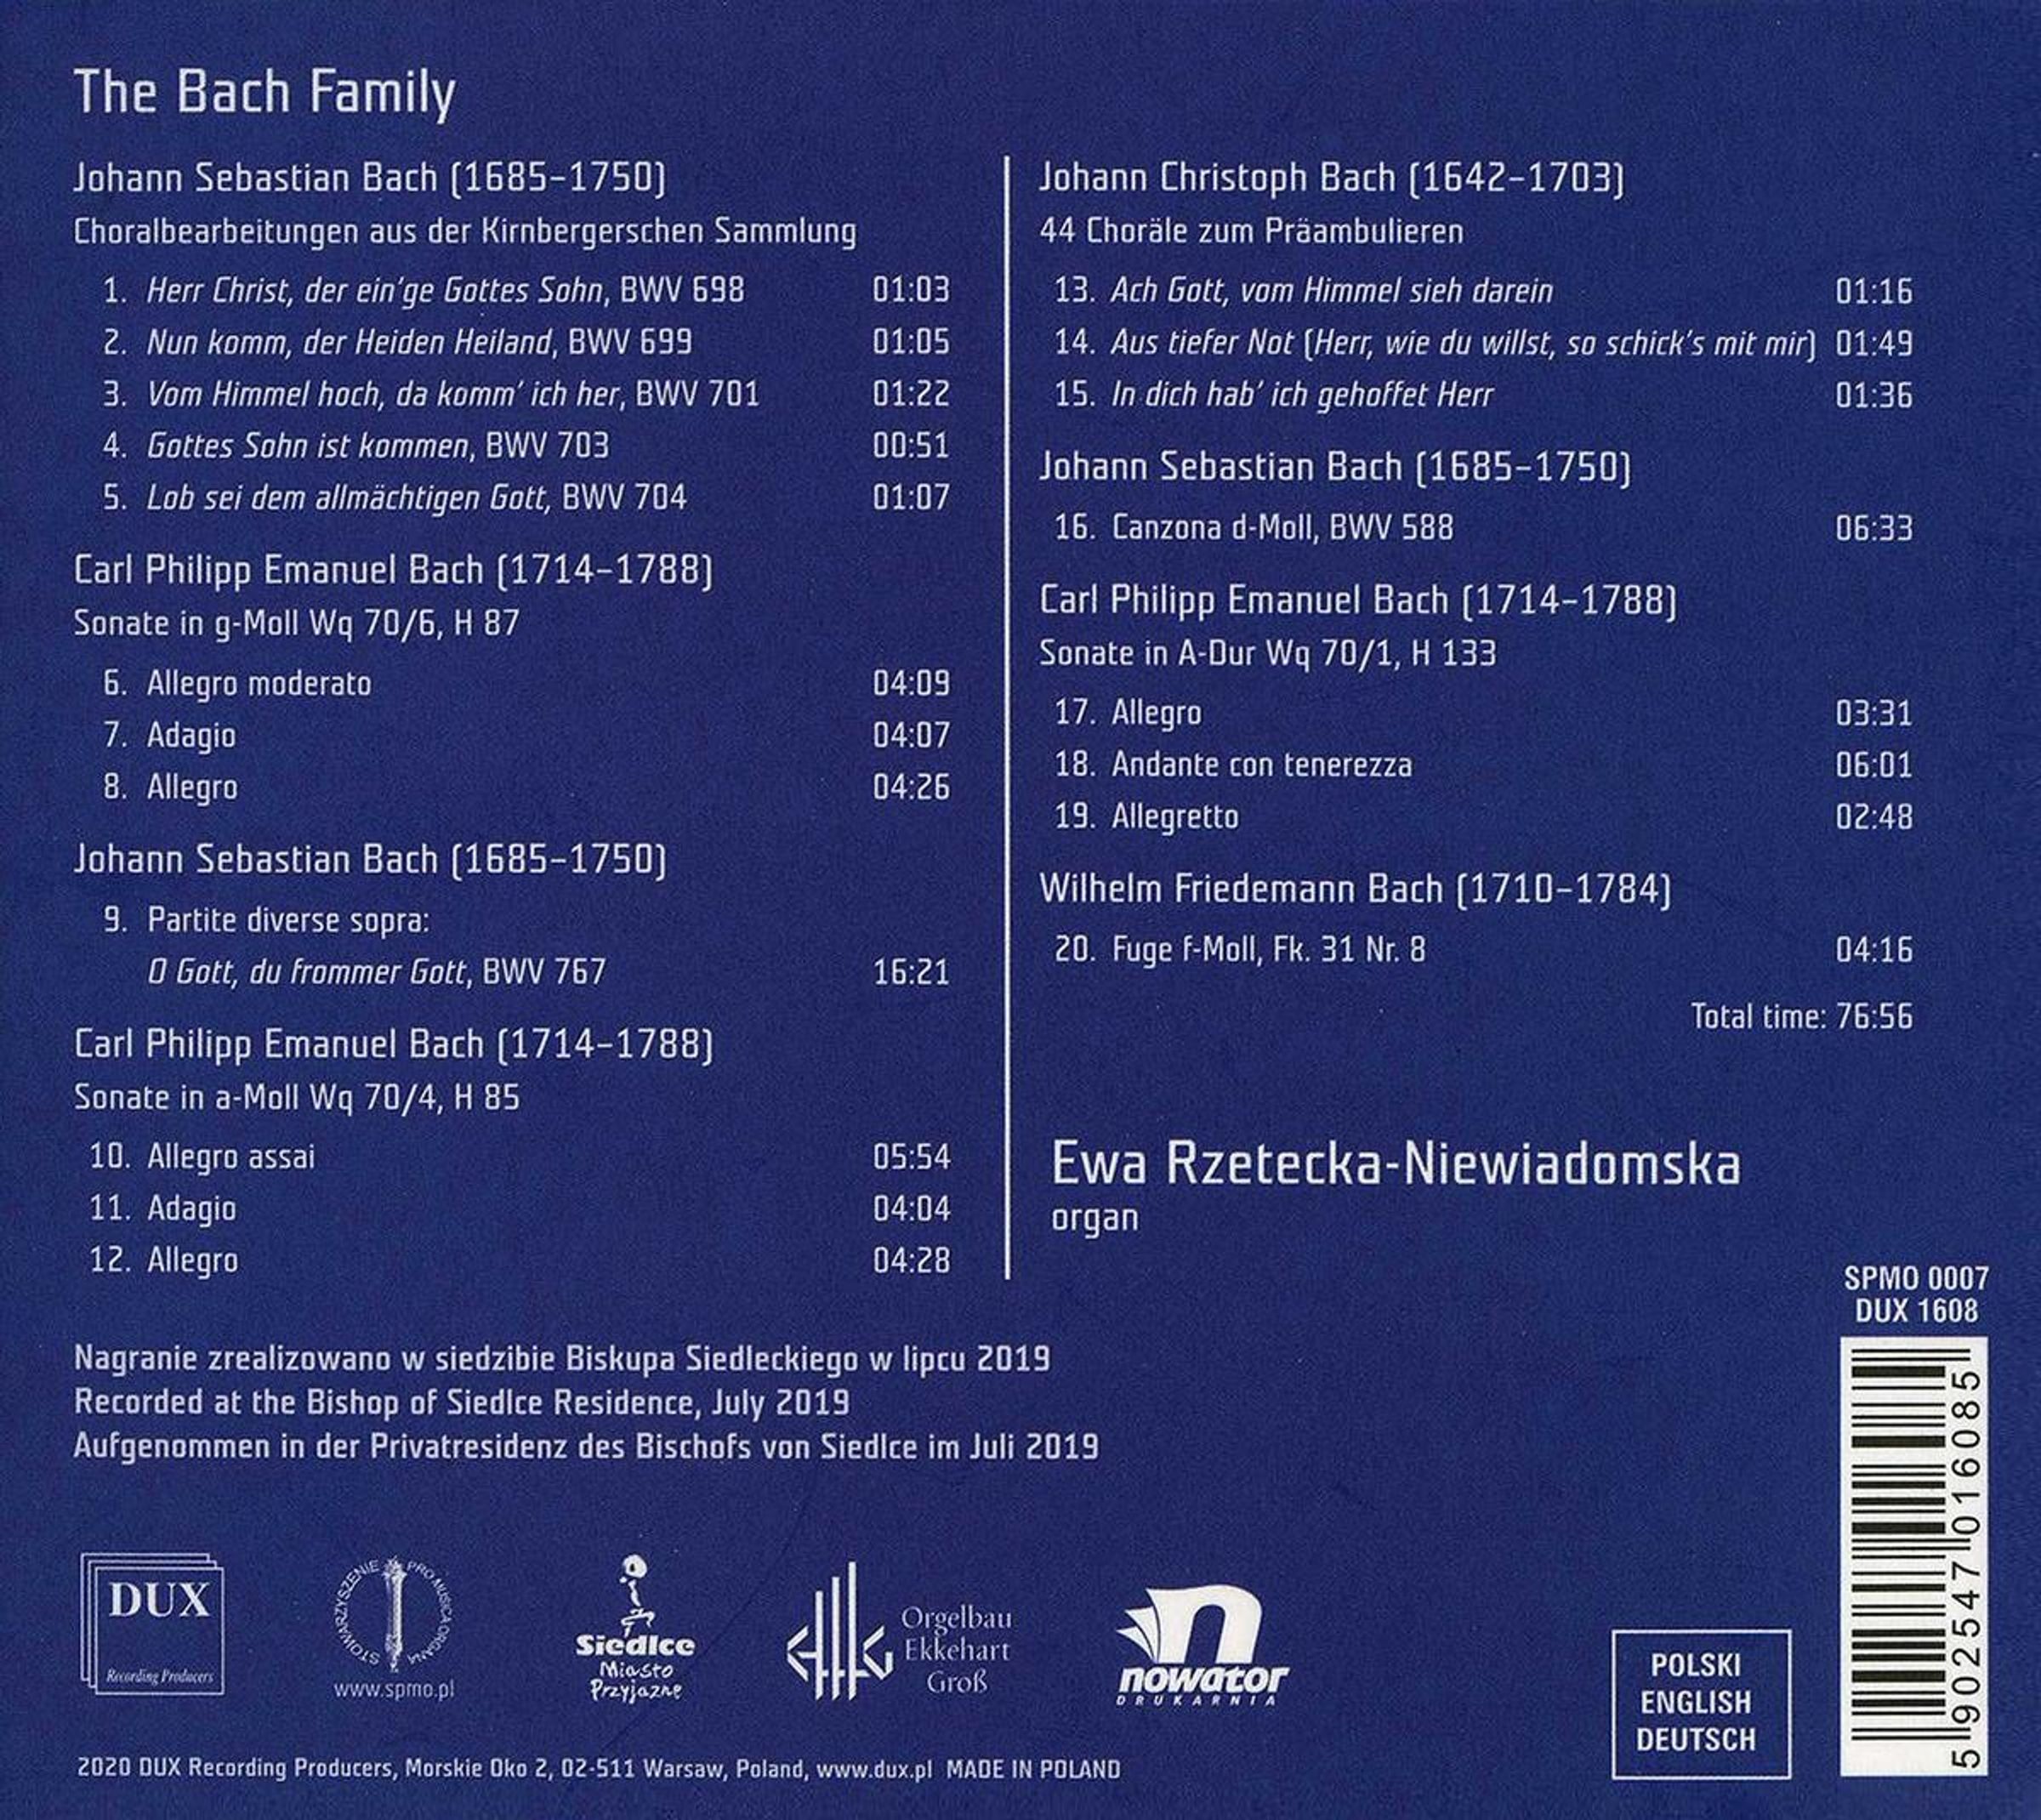 The Bach Family
Johann Sebastian Bach (1685–1750)
Choralbearbeitungen aus der Kirnbergerschen Sammlung
1. Herr Christ, der ein'ge Gottes Sohn, BWV 698 01:03
2. Nun komm, der Heiden Heiland, BWV 699 01:05
3. Vom Himmel hoch, da komm' ich her, BWV 701 01:22
4. Gottes Sohn ist kommen, BWV 703 00:51
5. Lob sei dem allmächtigen Gott, BWV 704 01:07
Carl Philipp Emanuel Bach (1714–1788)
Sonate in g-Moll Wq 70/6, H 87
6. Allegro moderato 04:09
7. Adagio 04:07
8. Allegro 04:26
Johann Sebastian Bach (1685–1750)
9. Partite diverse sopra:
O Gott, du frommer Gott, BWV 767 16:21
Carl Philipp Emanuel Bach (1714–1788)
Sonate in a-Moll Wq 70/4, H 85
10. Allegro assai 05:54
11. Adagio 04:04
12. Allegro 04:28
Johann Christoph Bach (1642–1703)
44 Choräle zum Präambulieren
13. Ach Gott, vom Himmel sieh darein 01:16
14. Aus tiefer Not (Herr, wie du willst, so schick's mit mir) 01:49
15. In dich hab' ich gehoffet Herr 01:36
Johann Sebastian Bach (1685–1750)
16. Canzona d-Moll, BWV 588 06:33
Carl Philipp Emanuel Bach (1714–1788)
Sonate in A-Dur Wq 70/1, H 133
17. Allegro 03:31
18. Andante con tenerezza 06:01
19. Allegretto 02:48
Wilhelm Friedemann Bach (1710–1784)
20. Fuge f-Moll, Fk. 31 Nr. 8 04:16
Total time: 76:56
Ewa Rzetecka-Niewiadomska
organ
SPMO 0007
DUX 1608
5 902547 016085
Nagranie zrealizowano w siedzibie Biskupa Siedleckiego w lipcu 2019
Recorded at the Bishop of Siedlce Residence, July 2019
Aufgenommen in der Privatresidenz des Bischofs von Siedlce im Juli 2019
DUX
Recording Producers
STOWARZYSZENIE PRO MUSICA ORGANA
www.spmo.pl
Siedlce
Miasto
Przyjazne
Orgelbau
Ekkehart
Groß
nowator
DRUKARNIA
POLSKI
ENGLISH
DEUTSCH
2020 DUX Recording Producers, Morskie Oko 2, 02-511 Warsaw, Poland, www.dux.pl MADE IN POLAND